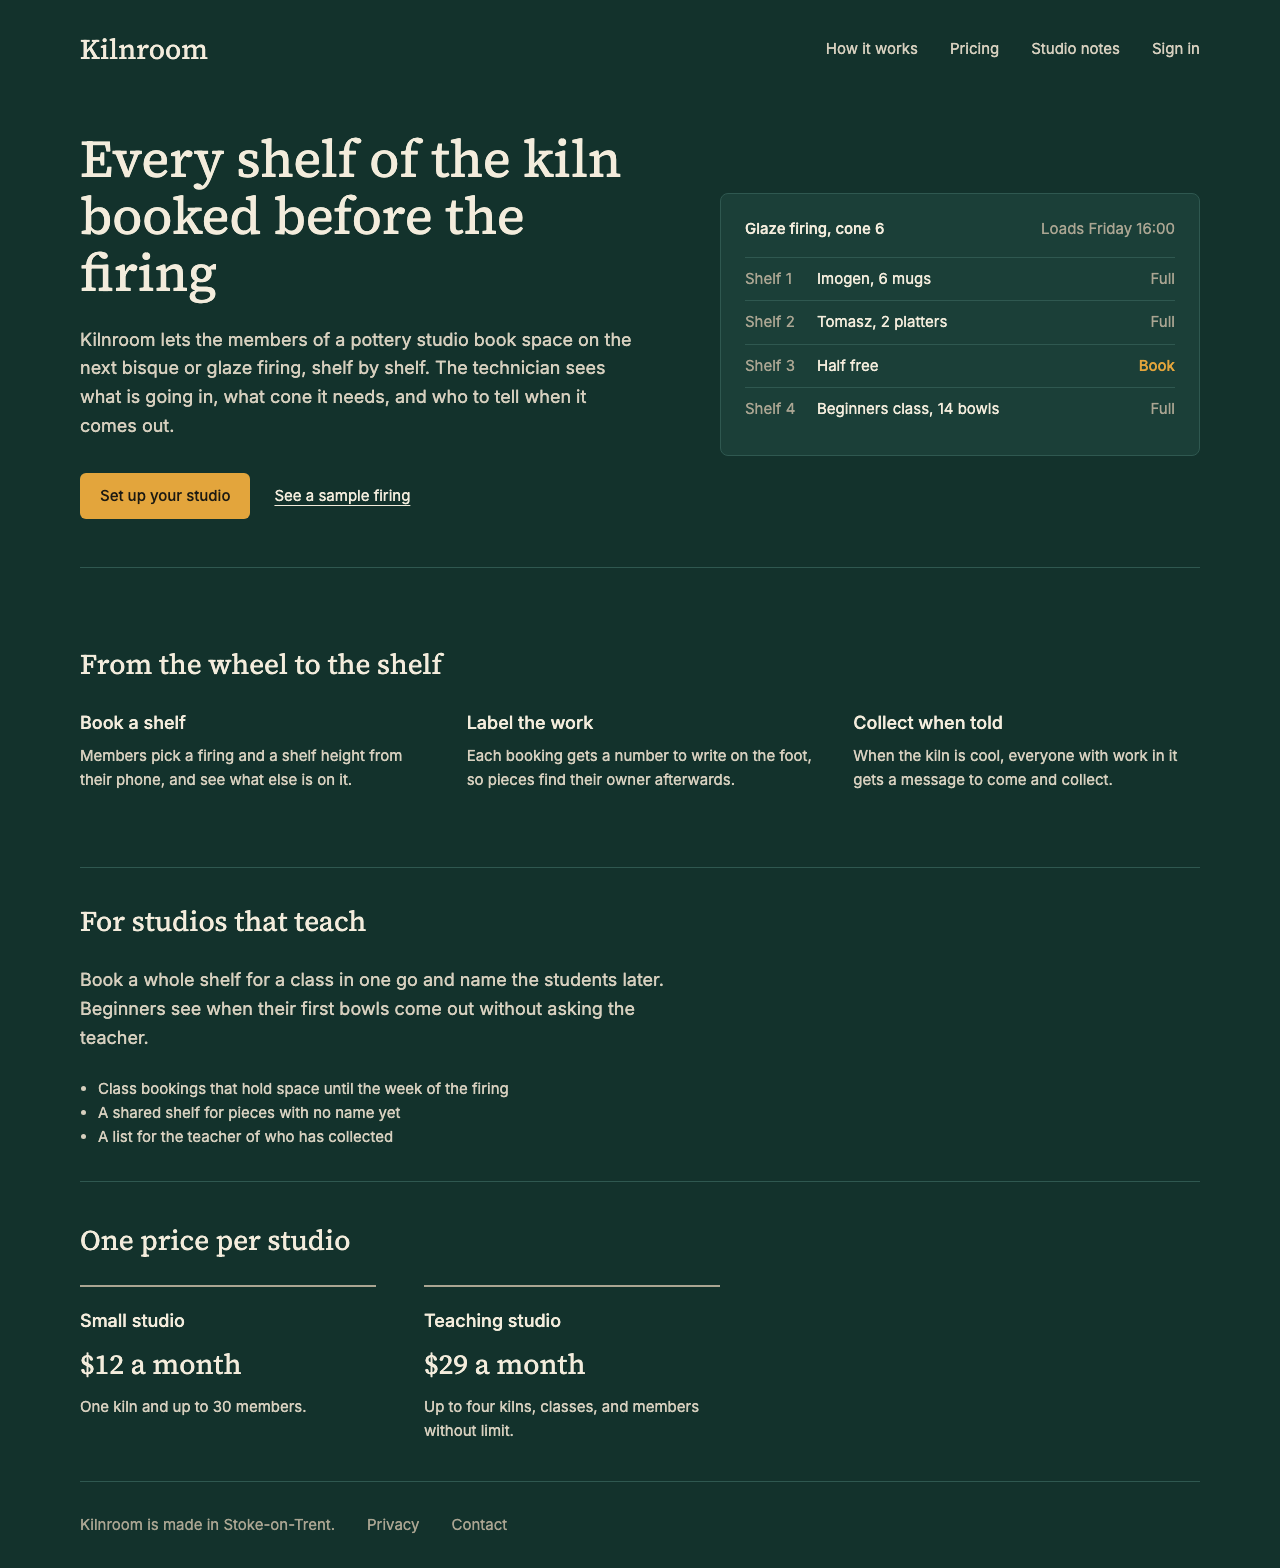 Kilnroom
How it works
Pricing
Studio notes
Sign in
Every shelf of the kiln
booked before the
firing
Kilnroom lets the members of a pottery studio book space on the
next bisque or glaze firing, shelf by shelf. The technician sees
what is going in, what cone it needs, and who to tell when it
comes out.
Set up your studio
See a sample firing
Glaze firing, cone 6
Loads Friday 16:00
Shelf 1 Imogen, 6 mugs Full
Shelf 2 Tomasz, 2 platters Full
Shelf 3 Half free Book
Shelf 4 Beginners class, 14 bowls Full
From the wheel to the shelf
Book a shelf
Members pick a firing and a shelf height from
their phone, and see what else is on it.
Label the work
Each booking gets a number to write on the foot,
so pieces find their owner afterwards.
Collect when told
When the kiln is cool, everyone with work in it
gets a message to come and collect.
For studios that teach
Book a whole shelf for a class in one go and name the students later.
Beginners see when their first bowls come out without asking the
teacher.
• Class bookings that hold space until the week of the firing
• A shared shelf for pieces with no name yet
• A list for the teacher of who has collected
One price per studio
Small studio
$12 a month
One kiln and up to 30 members.
Teaching studio
$29 a month
Up to four kilns, classes, and members
without limit.
Kilnroom is made in Stoke-on-Trent.
Privacy
Contact